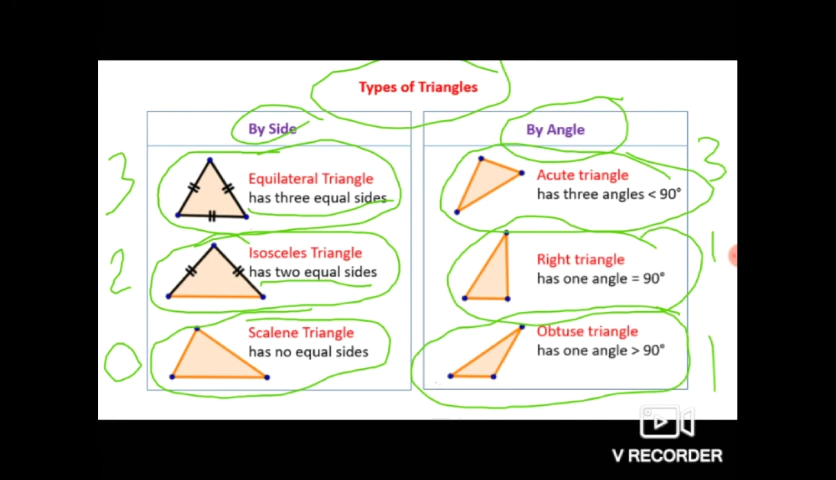 Types of Triangles
By Side
By Angle
3
Equilateral Triangle
has three equal sides
Acute triangle
has three angles < 90°
3
2
Isosceles Triangle
has two equal sides
Right triangle
has one angle = 90°
1
0
Scalene Triangle
has no equal sides
Obtuse triangle
has one angle > 90°
1
V RECORDER